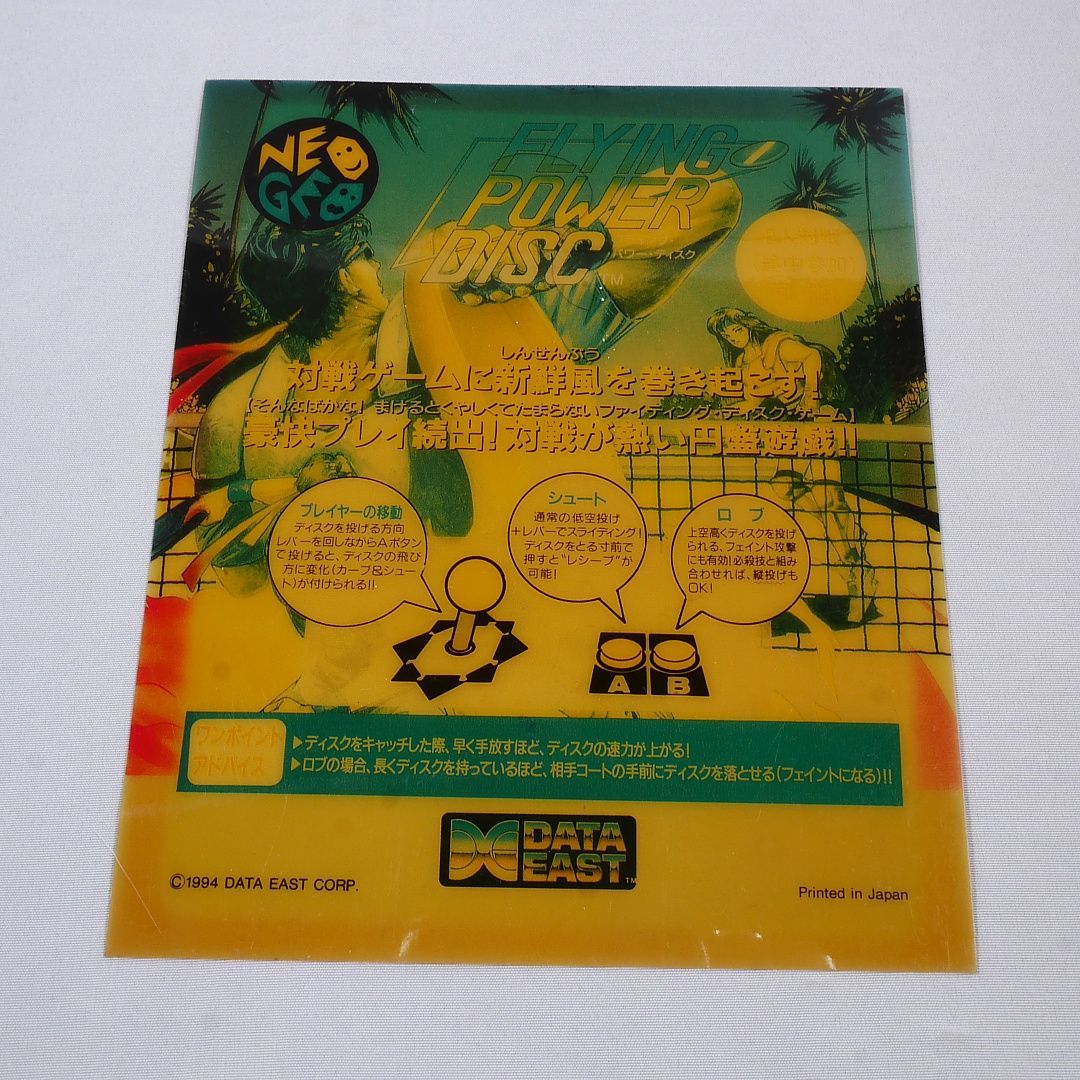 NEO
GEO
FLYING
POWER
DISC
パワー・ディスク
TM
しんせんぷう
対戦ゲームに新鮮風を巻き起こす!
【そんなばかな!まけるとくやしくてたまらないファイティング・ディスク・ゲーム】
豪快プレイ続出!対戦が熱い円盤遊戯!!
プレイヤーの移動
ディスクを投げる方向
レバーを回しながらAボタン
で投げると、ディスクの飛び
方に変化(カーブ&シュー
ト)が付けられる!!
シュート
通常の低空投げ
+レバーでスライディング!
ディスクをとる寸前で
押すと"レシーブ"が
可能!
ロブ
上空高くディスクを投げ
られる、フェイント攻撃
にも有効!必殺技と組み
合わせれば、縦投げも
OK!
A B
ワンポイント
アドバイス
▶ディスクをキャッチした際、早く手放すほど、ディスクの速力が上がる!
▶ロブの場合、長くディスクを持っているほど、相手コートの手前にディスクを落とせる(フェイントになる)!!
DATA
EAST
TM
©1994 DATA EAST CORP.
Printed in Japan